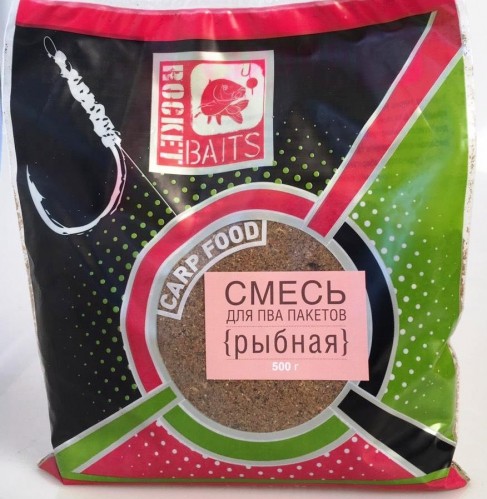 ROCKET
BAITS
CARP FOOD
СМЕСЬ
ДЛЯ ПВА ПАКЕТОВ
{рыбная}
500 г